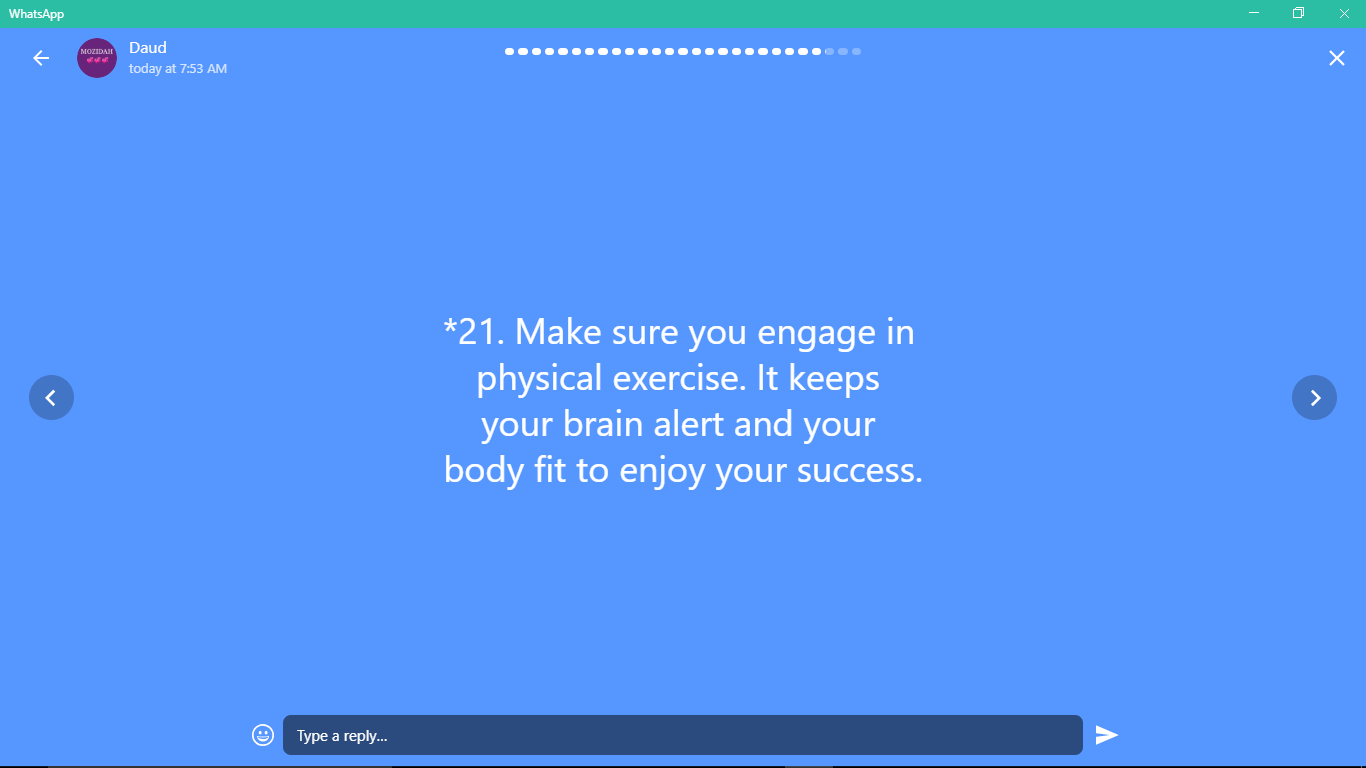 WhatsApp
MOZIDAH
Daud
today at 7:53 AM
*21. Make sure you engage in
physical exercise. It keeps
your brain alert and your
body fit to enjoy your success.
Type a reply...